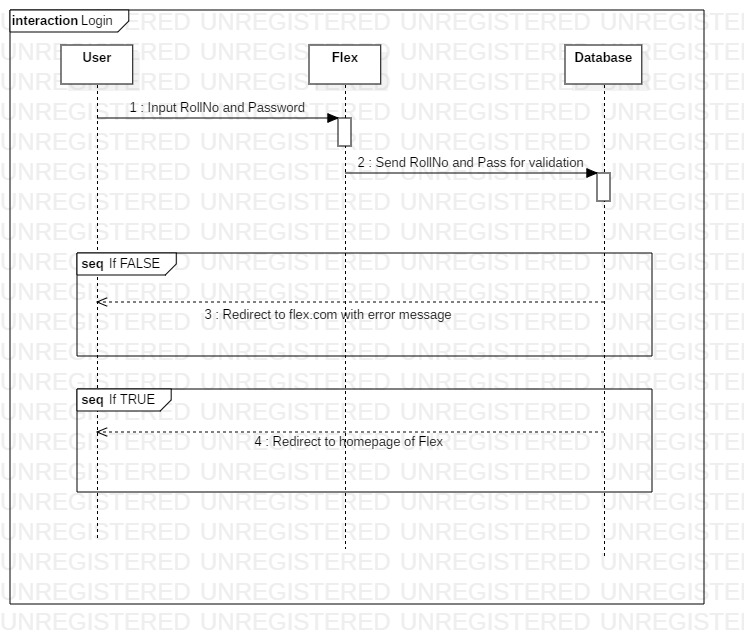 interaction Login
User
Flex
Database
1 : Input RollNo and Password
2 : Send RollNo and Pass for validation
seq If FALSE
3 : Redirect to flex.com with error message
seq If TRUE
4 : Redirect to homepage of Flex
UNREGISTERED